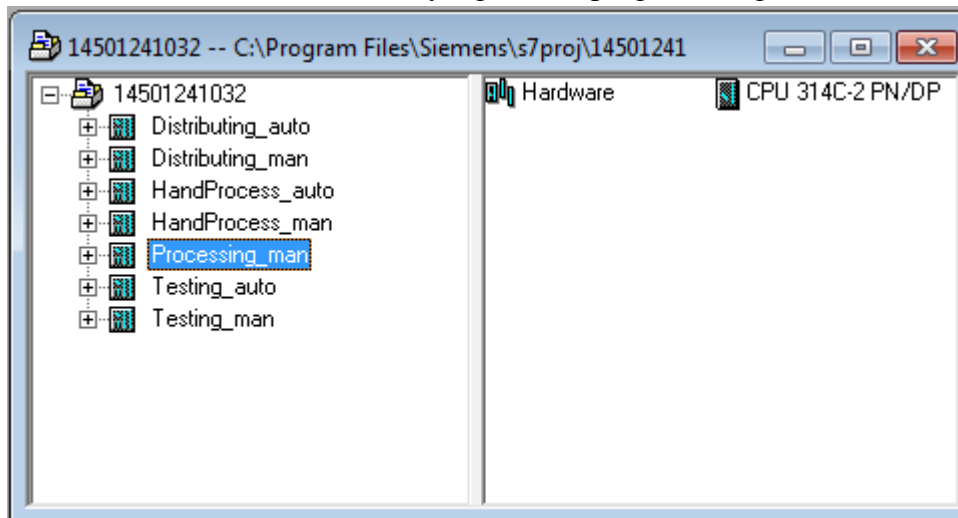 14501241032 -- C:\Program Files\Siemens\s7proj\14501241
14501241032
Distributing_auto
Distributing_man
HandProcess_auto
HandProcess_man
Processing_man
Testing_auto
Testing_man
Hardware
CPU 314C-2 PN/DP